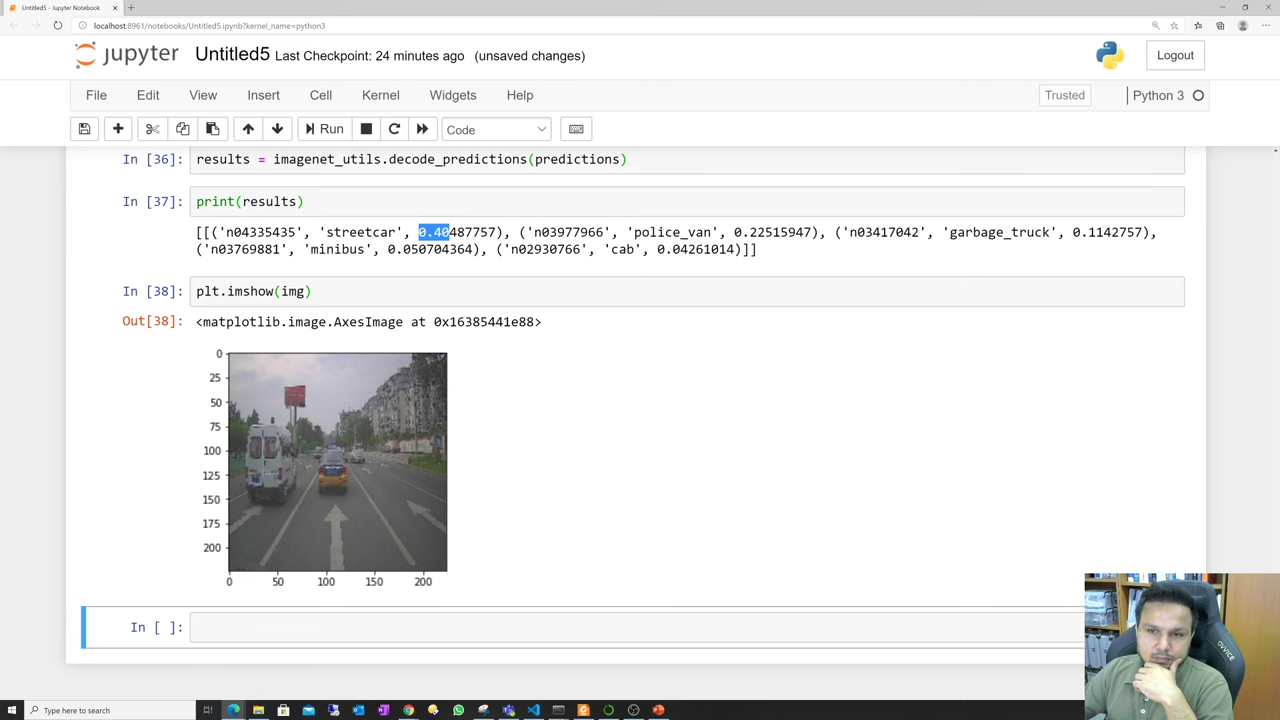 Untitled5 - Jupyter Notebook
localhost:8961/notebooks/Untitled5.ipynb?kernel_name=python3
jupyter Untitled5 Last Checkpoint: 24 minutes ago (unsaved changes) Logout
File Edit View Insert Cell Kernel Widgets Help Trusted Python 3
Run Code
In [36]: results = imagenet_utils.decode_predictions(predictions)
In [37]: print(results)
[[('n04335435', 'streetcar', 0.40487757), ('n03977966', 'police_van', 0.22515947), ('n03417042', 'garbage_truck', 0.1142757),
('n03769881', 'minibus', 0.050704364), ('n02930766', 'cab', 0.04261014)]]
In [38]: plt.imshow(img)
Out[38]: <matplotlib.image.AxesImage at 0x16385441e88>
0
25
50
75
100
125
150
175
200
0 50 100 150 200
In [ ]:
Type here to search